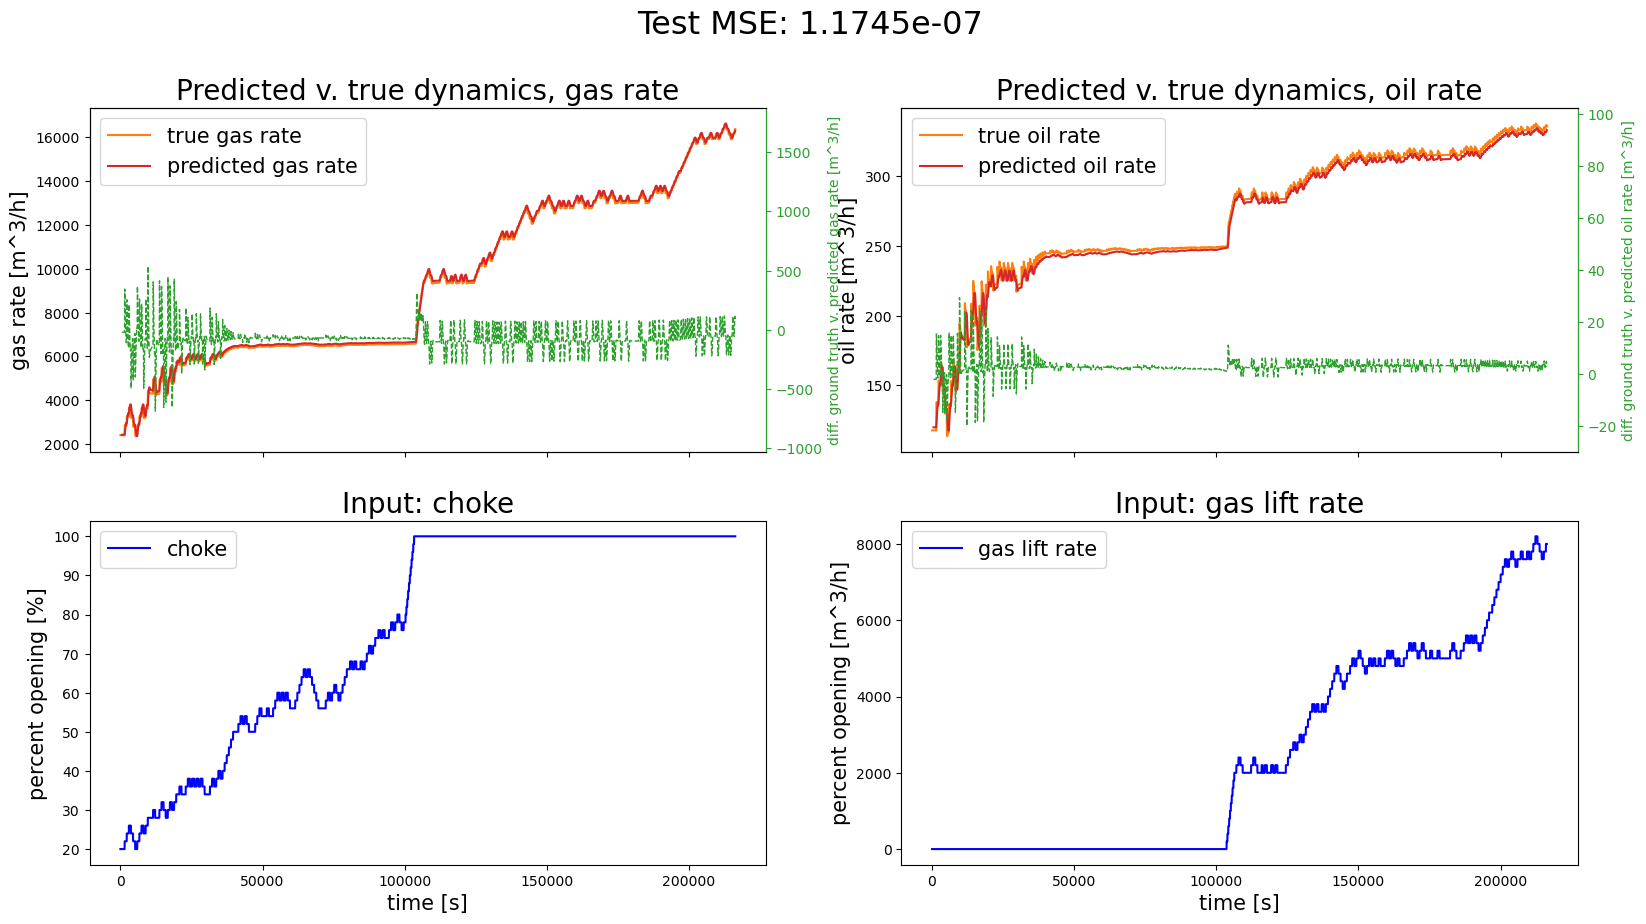 Test MSE: 1.1745e-07
Predicted v. true dynamics, gas rate
true gas rate
predicted gas rate
gas rate [m^3/h]
16000
14000
12000
10000
8000
6000
4000
2000
1500
1000
500
0
−500
−1000
diff. ground truth v. predicted gas rate [m^3/h]
Predicted v. true dynamics, oil rate
true oil rate
predicted oil rate
oil rate [m^3/h]
300
250
200
150
100
80
60
40
20
0
−20
diff. ground truth v. predicted oil rate [m^3/h]
Input: choke
choke
percent opening [%]
100
90
80
70
60
50
40
30
20
0
50000
100000
150000
200000
time [s]
Input: gas lift rate
gas lift rate
percent opening [m^3/h]
8000
6000
4000
2000
0
0
50000
100000
150000
200000
time [s]